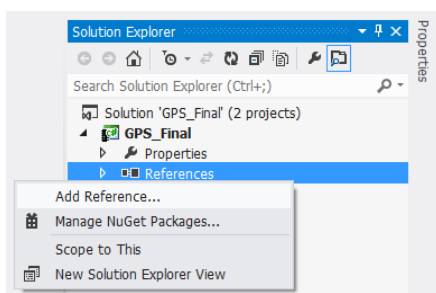 Solution Explorer
Properties
Search Solution Explorer (Ctrl+;)
Solution 'GPS_Final' (2 projects)
GPS_Final
Properties
References
Add Reference...
Manage NuGet Packages...
Scope to This
New Solution Explorer View